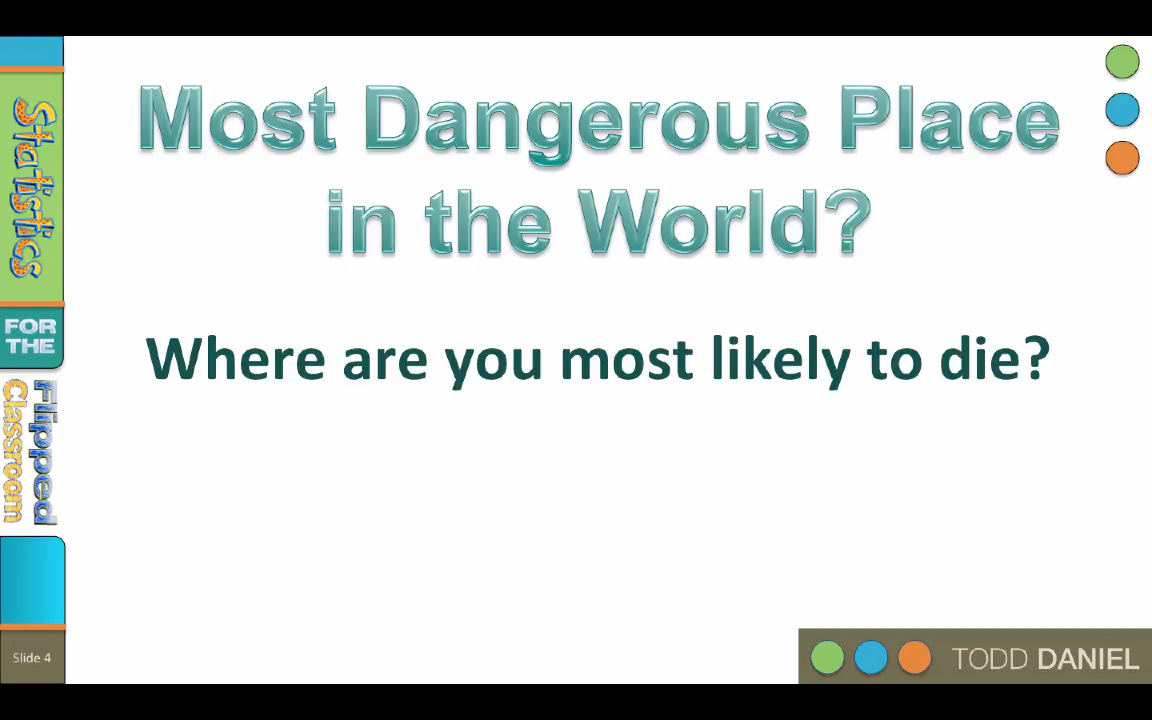 Most Dangerous Place
in the World?
Where are you most likely to die?
Statistics
FOR
THE
Flipped
Classroom
Slide 4
TODD DANIEL